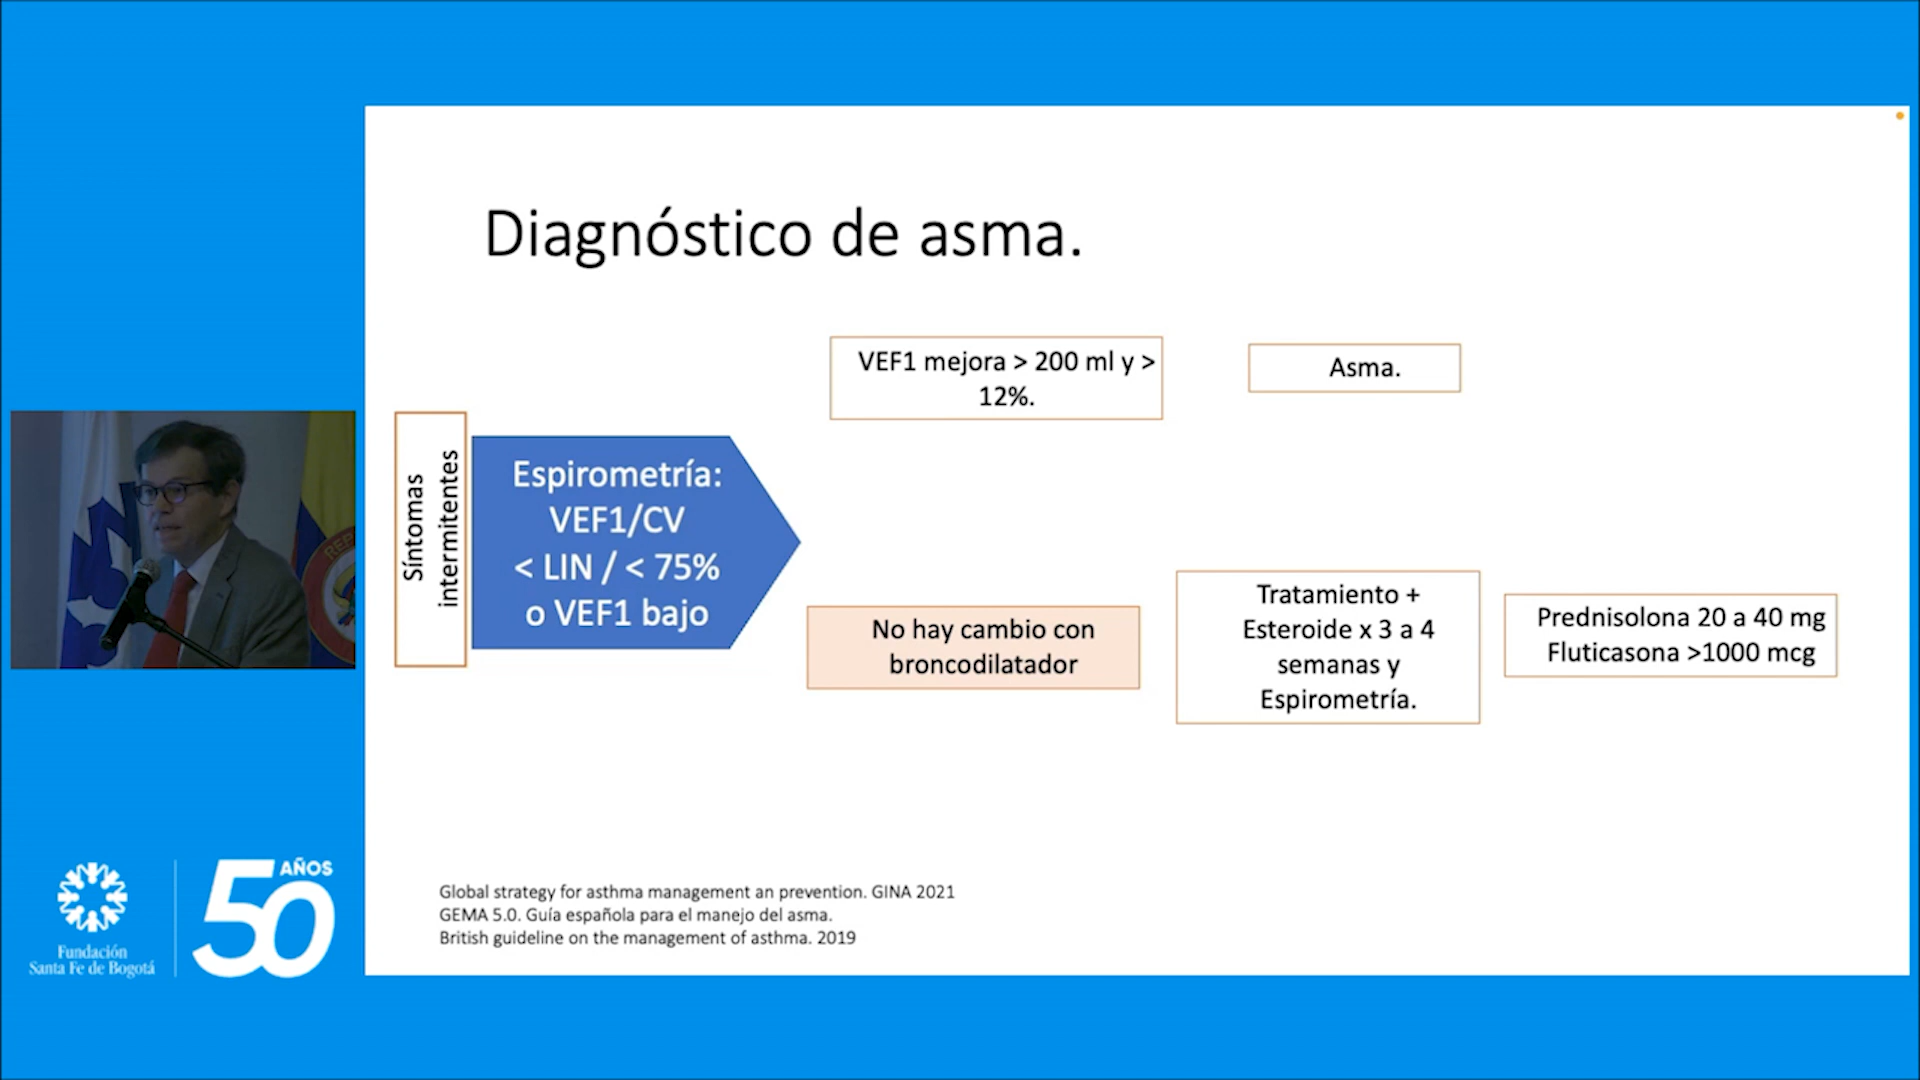 Diagnóstico de asma.
VEF1 mejora > 200 ml y >
12%.
Asma.
Síntomas
intermitentes
Espirometría:
VEF1/CV
< LIN / < 75%
o VEF1 bajo
No hay cambio con
broncodilatador
Tratamiento +
Esteroide x 3 a 4
semanas y
Espirometría.
Prednisolona 20 a 40 mg
Fluticasona >1000 mcg
Global strategy for asthma management an prevention. GINA 2021
GEMA 5.0. Guía española para el manejo del asma.
British guideline on the management of asthma. 2019
Fundación
Santa Fe de Bogotá
50 AÑOS
REP